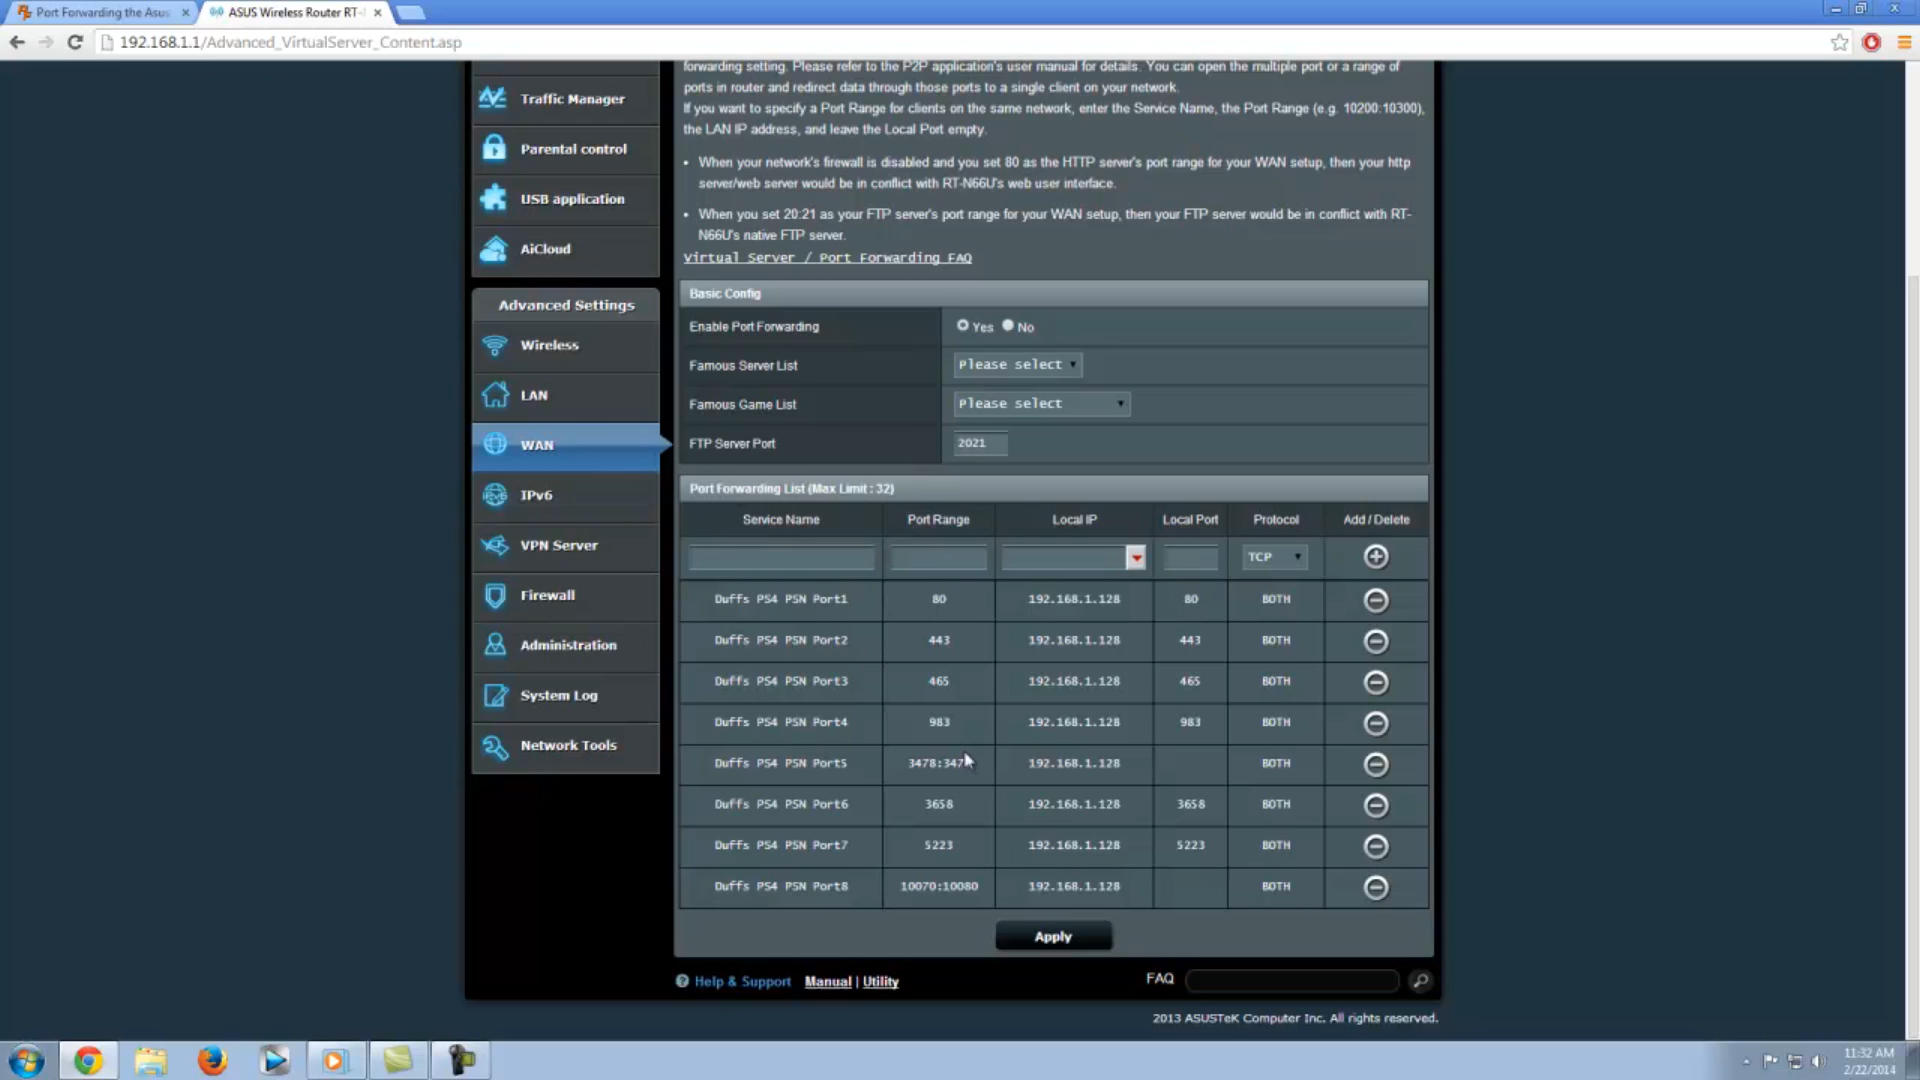 Port Forwarding the Asus
ASUS Wireless Router RT-
192.168.1.1/Advanced_VirtualServer_Content.asp
forwarding setting. Please refer to the P2P application's user manual for details. You can open the multiple port or a range of
ports in router and redirect data through those ports to a single client on your network.
If you want to specify a Port Range for clients on the same network, enter the Service Name, the Port Range (e.g. 10200:10300),
the LAN IP address, and leave the Local Port empty.
• When your network's firewall is disabled and you set 80 as the HTTP server's port range for your WAN setup, then your http
server/web server would be in conflict with RT-N66U's web user interface.
• When you set 20:21 as your FTP server's port range for your WAN setup, then your FTP server would be in conflict with RT-
N66U's native FTP server.
Virtual Server / Port Forwarding FAQ
Traffic Manager
Parental control
USB application
AiCloud
Advanced Settings
Wireless
LAN
WAN
IPv6
VPN Server
Firewall
Administration
System Log
Network Tools
Basic Config
Enable Port Forwarding Yes No
Famous Server List Please select
Famous Game List Please select
FTP Server Port 2021
Port Forwarding List (Max Limit : 32)
Service Name Port Range Local IP Local Port Protocol Add / Delete
TCP
Duffs PS4 PSN Port1 80 192.168.1.128 80 BOTH
Duffs PS4 PSN Port2 443 192.168.1.128 443 BOTH
Duffs PS4 PSN Port3 465 192.168.1.128 465 BOTH
Duffs PS4 PSN Port4 983 192.168.1.128 983 BOTH
Duffs PS4 PSN Port5 3478:347 192.168.1.128 BOTH
Duffs PS4 PSN Port6 3658 192.168.1.128 3658 BOTH
Duffs PS4 PSN Port7 5223 192.168.1.128 5223 BOTH
Duffs PS4 PSN Port8 10070:10080 192.168.1.128 BOTH
Apply
Help & Support Manual | Utility FAQ
2013 ASUSTeK Computer Inc. All rights reserved.
11:32 AM
2/22/2014